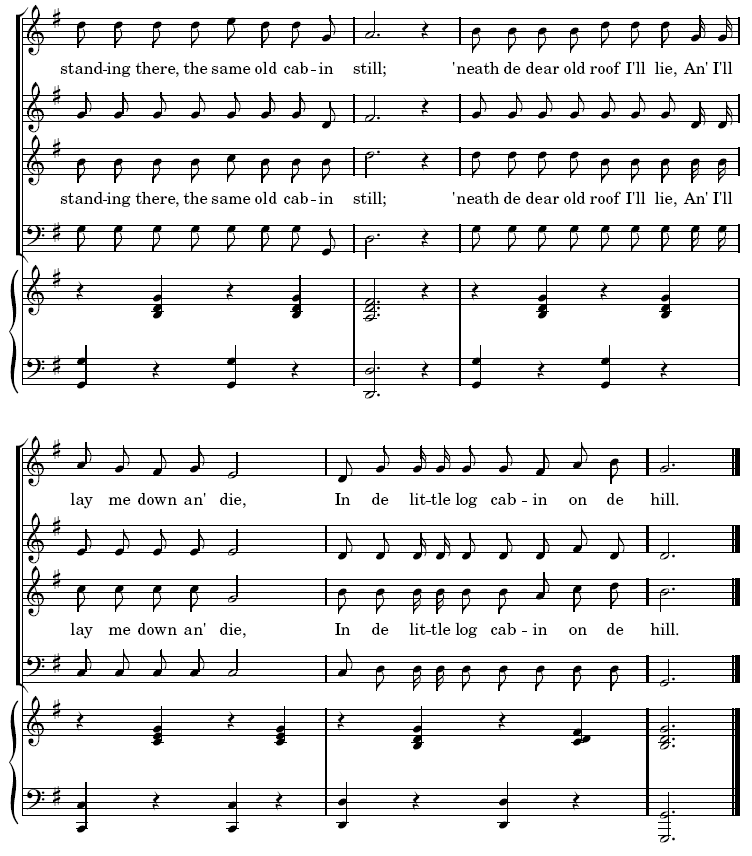 stand-ing there, the same old cab-in still; 'neath de dear old roof I'll lie, An' I'll
stand-ing there, the same old cab-in still; 'neath de dear old roof I'll lie, An' I'll
lay me down an' die, In de lit-tle log cab-in on de hill.
lay me down an' die, In de lit-tle log cab-in on de hill.